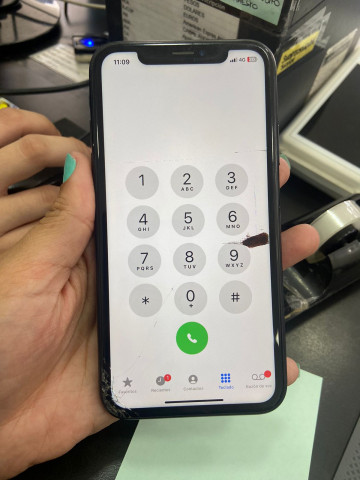 11:09
4G
1
2
ABC
3
DEF
4
GHI
5
JKL
6
MNO
7
PQRS
8
TUV
9
WXYZ
*
0
+
#
Favoritos
Recientes
Contactos
Teclado
Buzón de voz